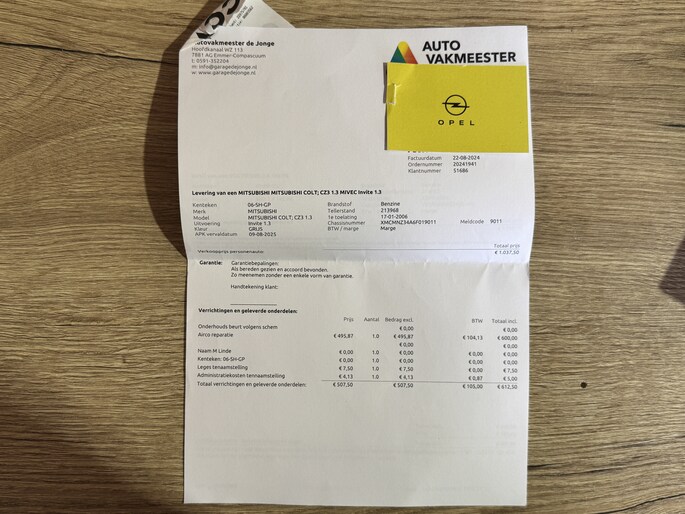 Autovakmeester de Jonge
Hoofdkanaal WZ 113
7881 AG Emmer-Compascuum
t: 0591-352204
m: info@garagedejonge.nl
w: www.garagedejonge.nl
AUTO
VAKMEESTER
OPEL
Factuurdatum 22-08-2024
Ordernummer 20241941
Klantnummer 51686
Levering van een MITSUBISHI MITSUBISHI COLT; CZ3 1.3 MIVEC Invite 1.3
Kenteken 06-SH-GP Brandstof Benzine
Merk MITSUBISHI Tellerstand 213968
Model MITSUBISHI COLT; CZ3 1.3 1e toelating 17-01-2006
Uitvoering Invite 1.3 Chassisnummer XMCMNZ34A6F019011 Meldcode 9011
Kleur GRIJS BTW / marge Marge
APK vervaldatum 09-08-2025
Totaal prijs
Verkoopprijs personenauto € 1.037,50
Garantie: Garantiebepalingen:
Als bereden gezien en accoord bevonden.
Zo meenemen zonder een enkele vorm van garantie.
Handtekening klant:
Verrichtingen en geleverde onderdelen:
Prijs Aantal Bedrag excl. BTW Totaal incl.
Onderhouds beurt volgens schem € 0,00 € 0,00
Airco reparatie € 495,87 1.0 € 495,87 € 104,13 € 600,00
€ 0,00 € 0,00
Naam:M Linde € 0,00 1.0 € 0,00 € 0,00 € 0,00
Kenteken: 06-SH-GP € 0,00 1.0 € 0,00 € 0,00 € 0,00
Leges tenaamstelling € 7,50 1.0 € 7,50 € 0,00 € 7,50
Administratiekosten tennaamstelling € 4,13 1.0 € 4,13 € 0,87 € 5,00
Totaal verrichtingen en geleverde onderdelen: € 507,50 € 507,50 € 105,00 € 612,50